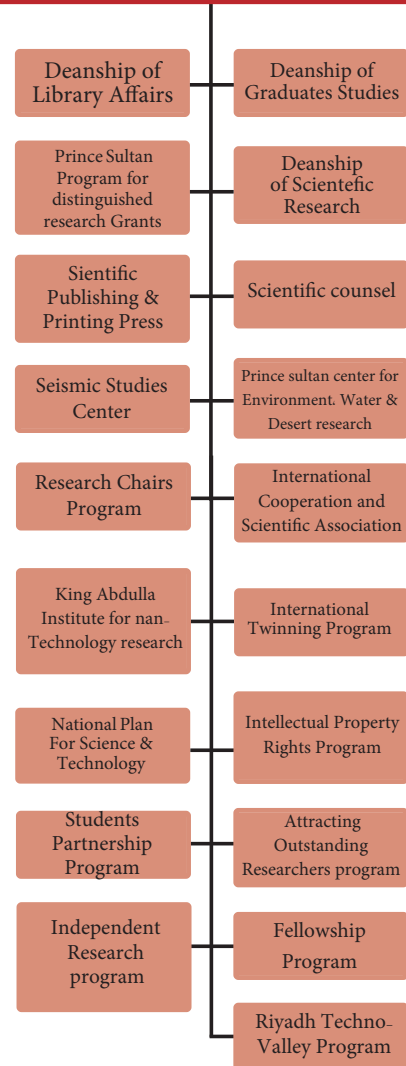 Deanship of
Library Affairs
Deanship of
Graduates Studies
Prince Sultan
Program for
distinguished
research Grants
Deanship
of Scientefic
Research
Sientific
Publishing &
Printing Press
Scientific counsel
Seismic Studies
Center
Prince sultan center for
Environment. Water &
Desert research
Research Chairs
Program
International
Cooperation and
Scientific Association
King Abdulla
Institute for nan-
Technology research
International
Twinning Program
National Plan
For Science &
Technology
Intellectual Property
Rights Program
Students
Partnership
Program
Attracting
Outstanding
Researchers program
Independent
Research
program
Fellowship
Program
Riyadh Techno-
Valley Program